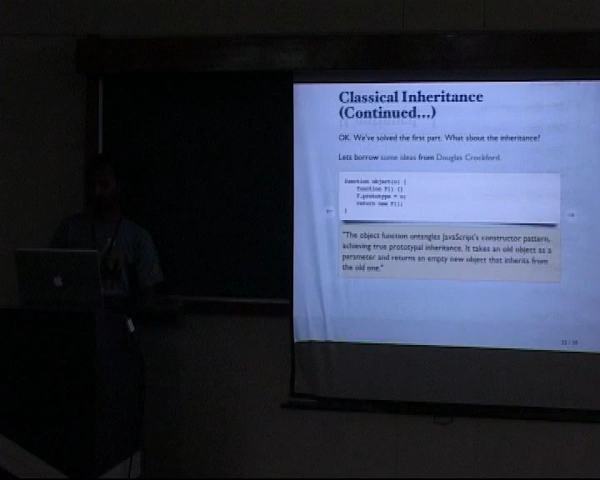 Classical Inheritance
(Continued...)
OK. We've solved the first part. What about the inheritance?
Lets borrow some ideas from Douglas Crockford.
function object(o) {
function F() {}
F.prototype = o;
return new F();
}
"The object function untangles JavaScript's constructor pattern,
achieving true prototypal inheritance. It takes an old object as a
parameter and returns an empty new object that inherits from
the old one."